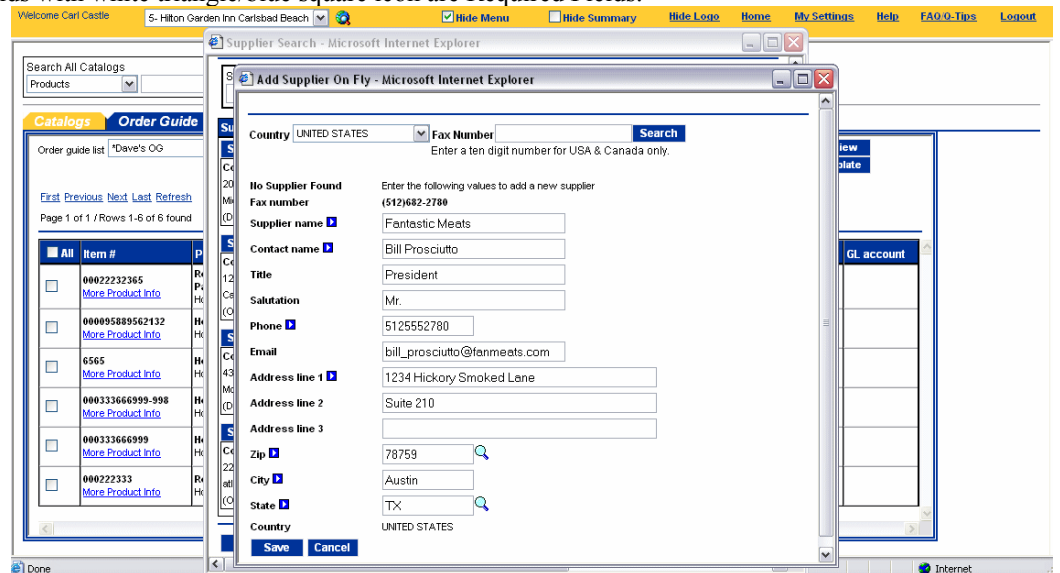 Welcome Carl Castle 5- Hilton Garden Inn Carlsbad Beach Hide Menu Hide Summary Hide Logo Home My Settings Help FAQ/Q-Tips Logout
Supplier Search - Microsoft Internet Explorer
Search All Catalogs
Products
Add Supplier On Fly - Microsoft Internet Explorer
Catalogs Order Guide
Order guide list *Dave's OG
First Previous Next Last Refresh
Page 1 of 1 / Rows 1-6 of 6 found
All Item # GL account
00022232365
More Product Info
000095889562132
More Product Info
6565
More Product Info
000333666999-998
More Product Info
000333666999
More Product Info
000222333
More Product Info
Country UNITED STATES Fax Number Search
Enter a ten digit number for USA & Canada only.
No Supplier Found Enter the following values to add a new supplier
Fax number (512)682-2780
Supplier name Fantastic Meats
Contact name Bill Prosciutto
Title President
Salutation Mr.
Phone 5125552780
Email bill_prosciutto@fanmeats.com
Address line 1 1234 Hickory Smoked Lane
Address line 2 Suite 210
Address line 3
Zip 78759
City Austin
State TX
Country UNITED STATES
Save Cancel
Done Internet